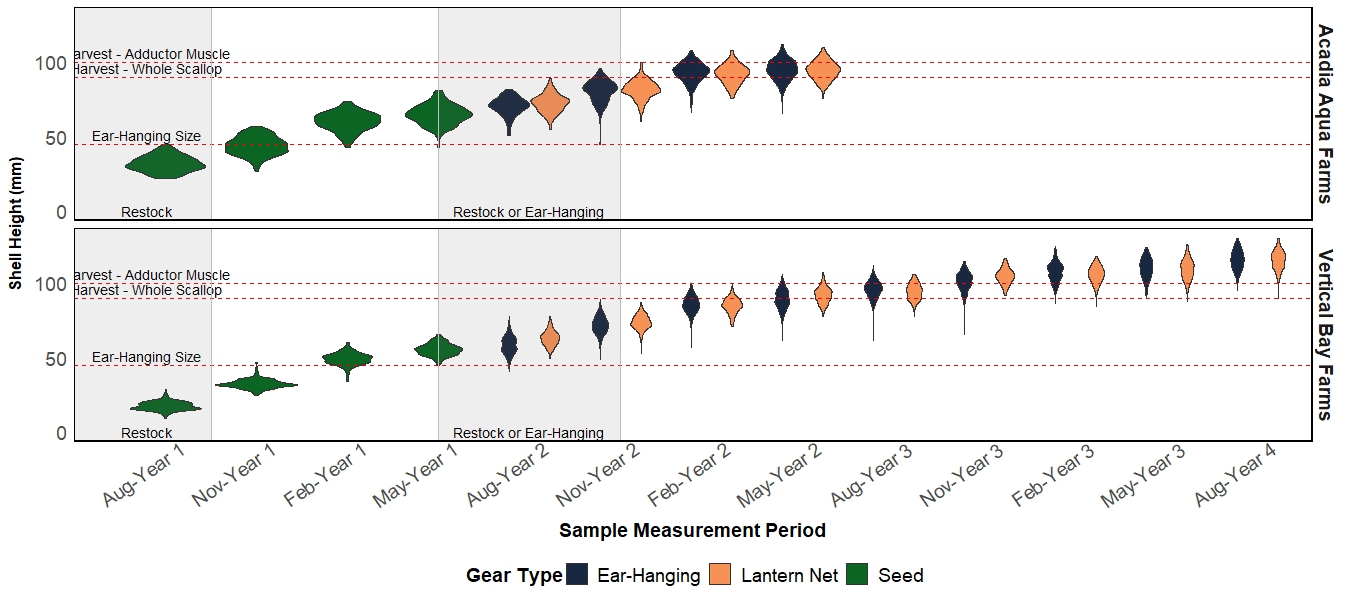 Shell Height (mm)
100
50
0
arvest - Adductor Muscle
Harvest - Whole Scallop
Ear-Hanging Size
Restock
Restock or Ear-Hanging
Acadia Aqua Farms
100
50
0
arvest - Adductor Muscle
Harvest - Whole Scallop
Ear-Hanging Size
Restock
Restock or Ear-Hanging
Vertical Bay Farms
Aug-Year 1
Nov-Year 1
Feb-Year 1
May-Year 1
Aug-Year 2
Nov-Year 2
Feb-Year 2
May-Year 2
Aug-Year 3
Nov-Year 3
Feb-Year 3
May-Year 3
Aug-Year 4
Sample Measurement Period
Gear Type Ear-Hanging Lantern Net Seed